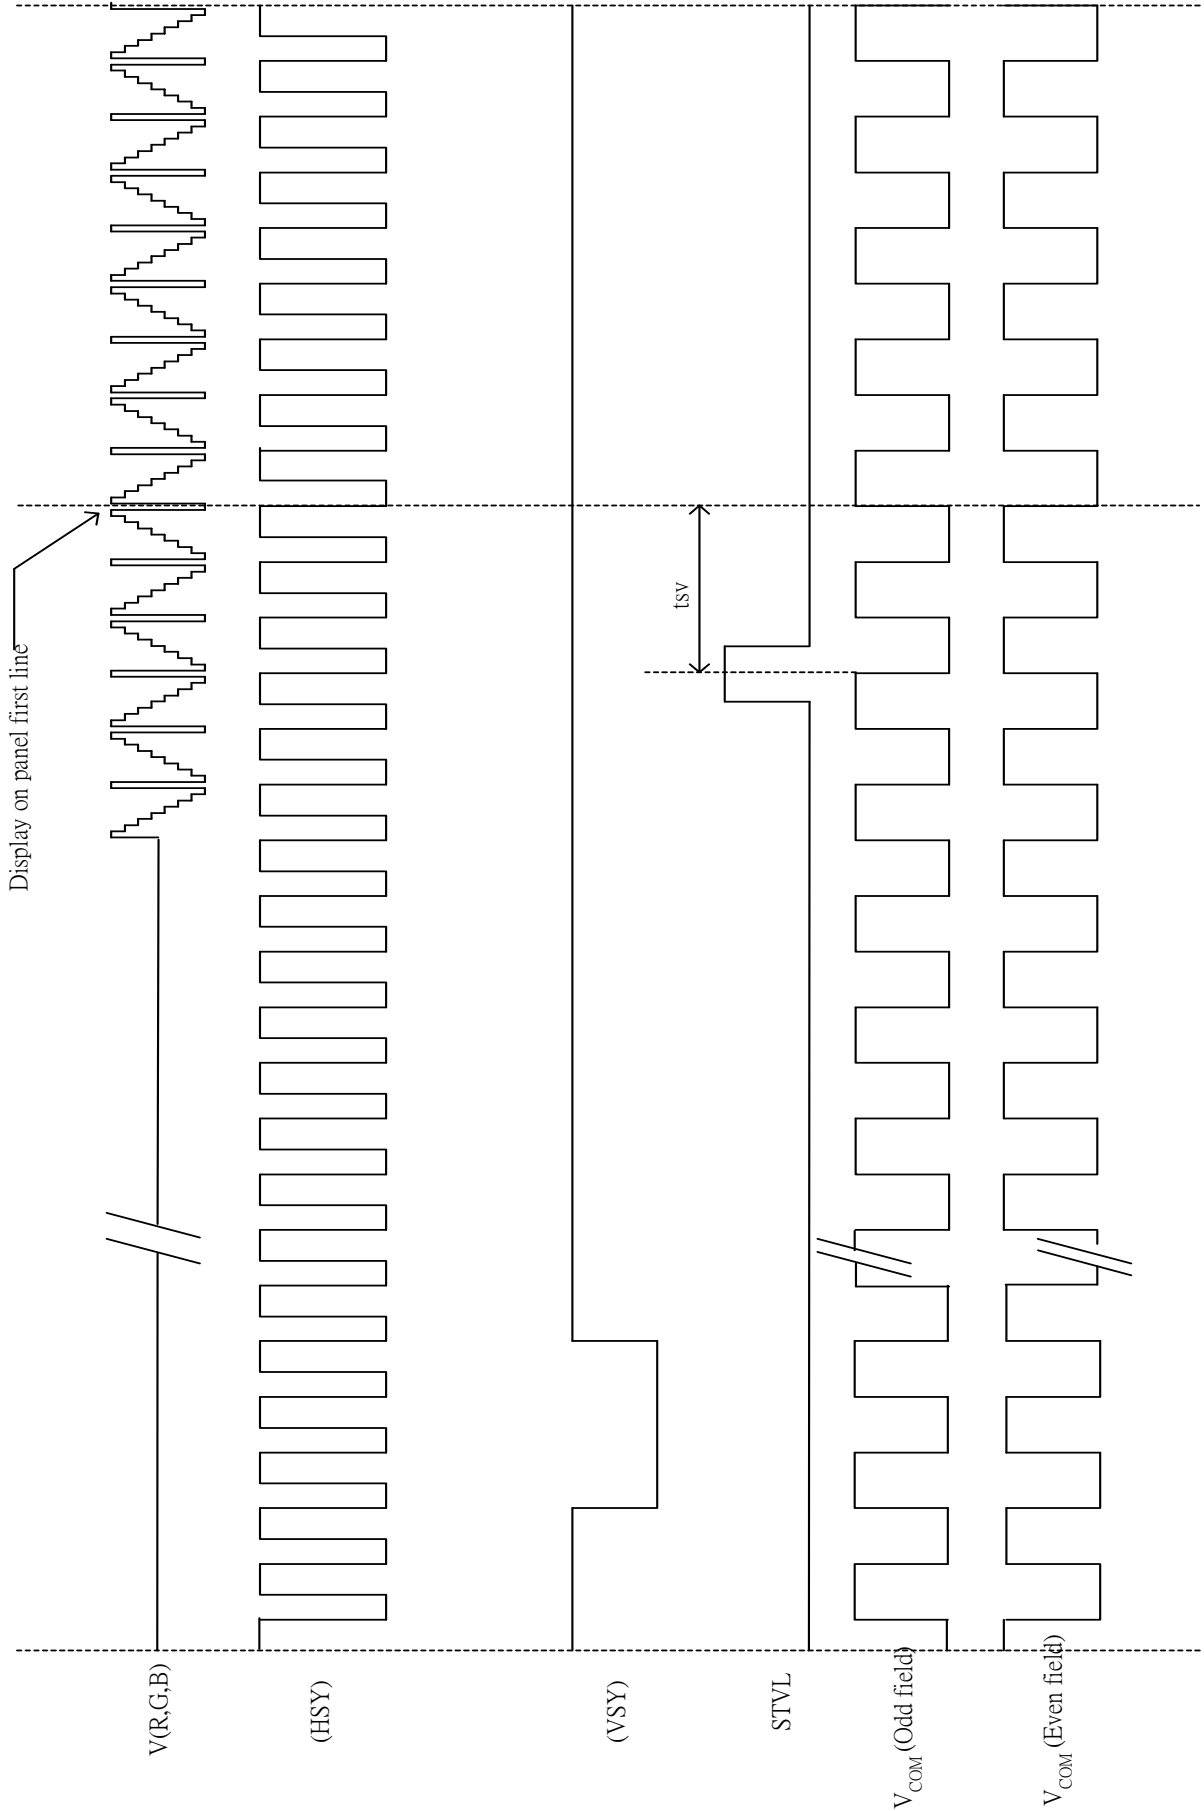 Display on panel first line
tsv
V(R,G,B)
(HSY)
(VSY)
STVL
VCOM (Odd field)
VCOM (Even field)